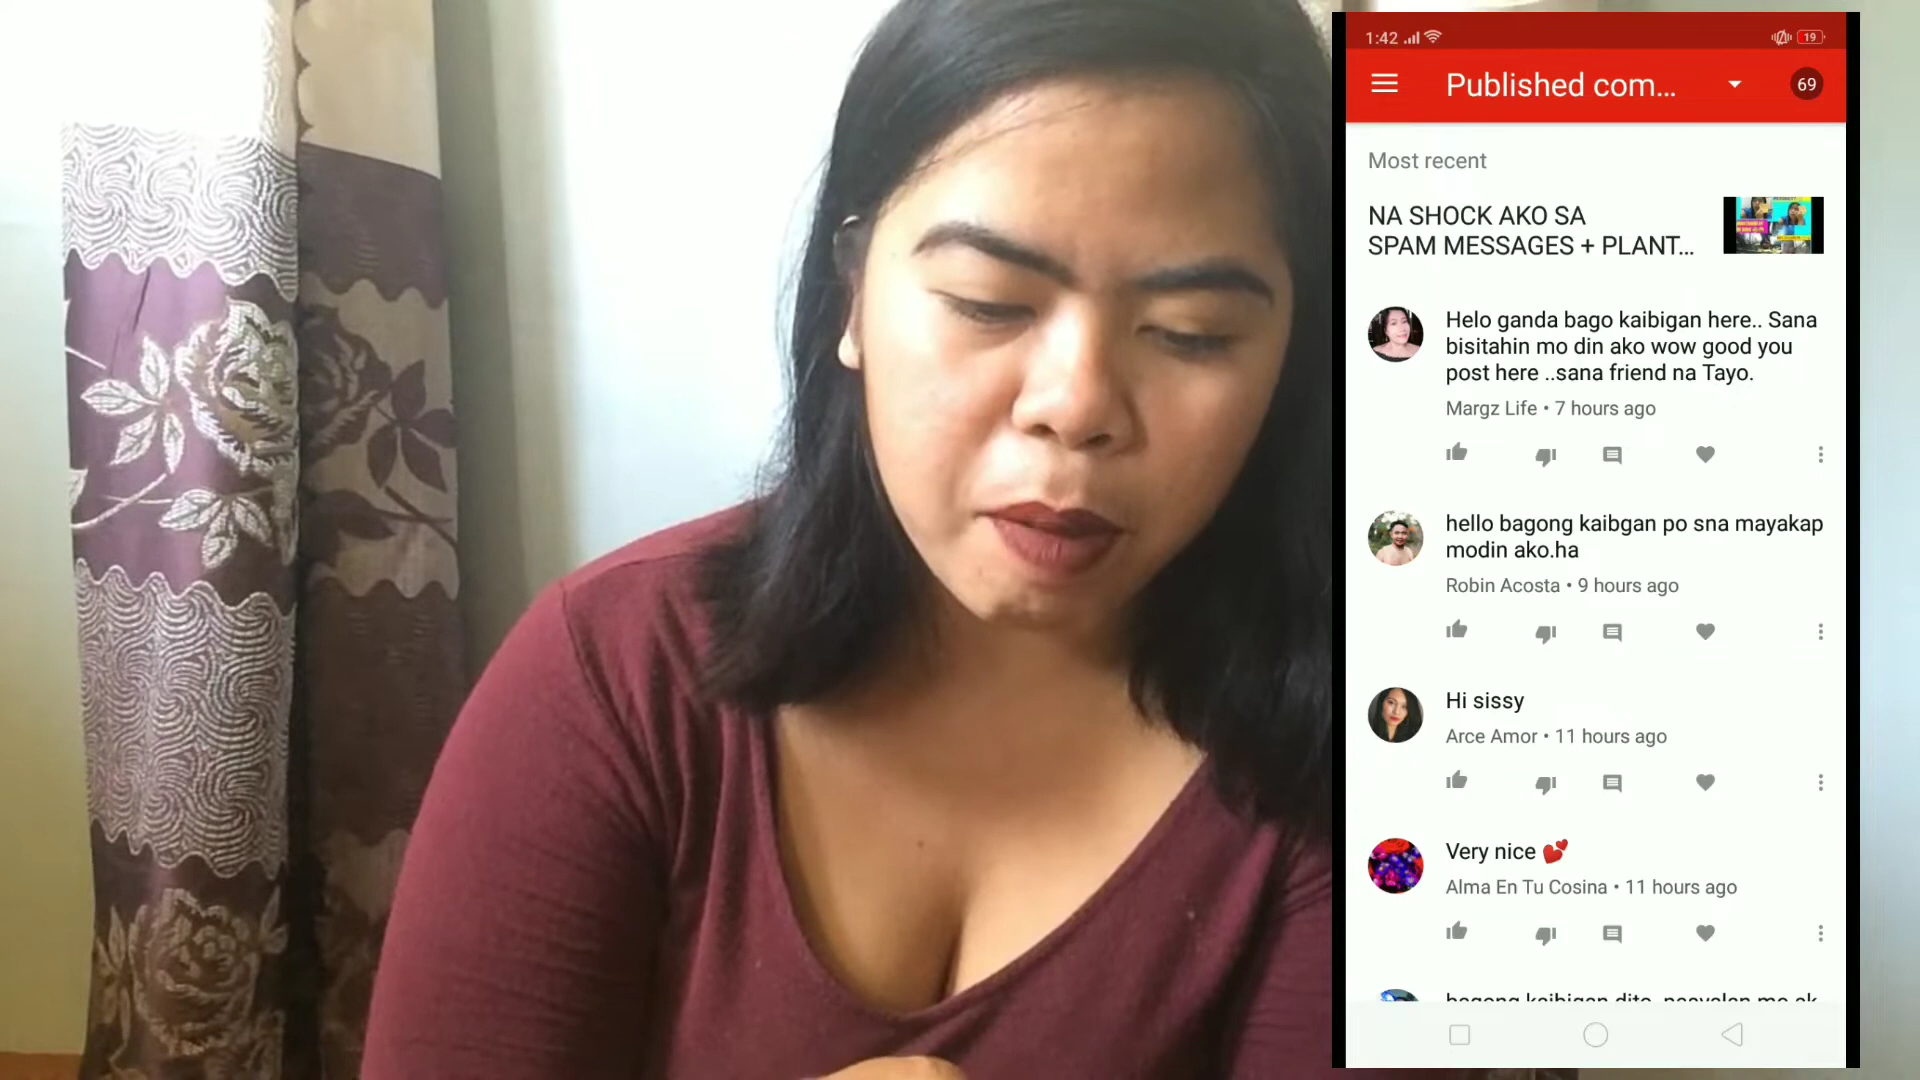 1:42
19
Published com...
69
Most recent
NA SHOCK AKO SA
SPAM MESSAGES + PLANT...
Helo ganda bago kaibigan here.. Sana
bisitahin mo din ako wow good you
post here ..sana friend na Tayo.
Margz Life • 7 hours ago
hello bagong kaibgan po sna mayakap
modin ako.ha
Robin Acosta • 9 hours ago
Hi sissy
Arce Amor • 11 hours ago
Very nice 💕
Alma En Tu Cosina • 11 hours ago
bagong kaibigan dito